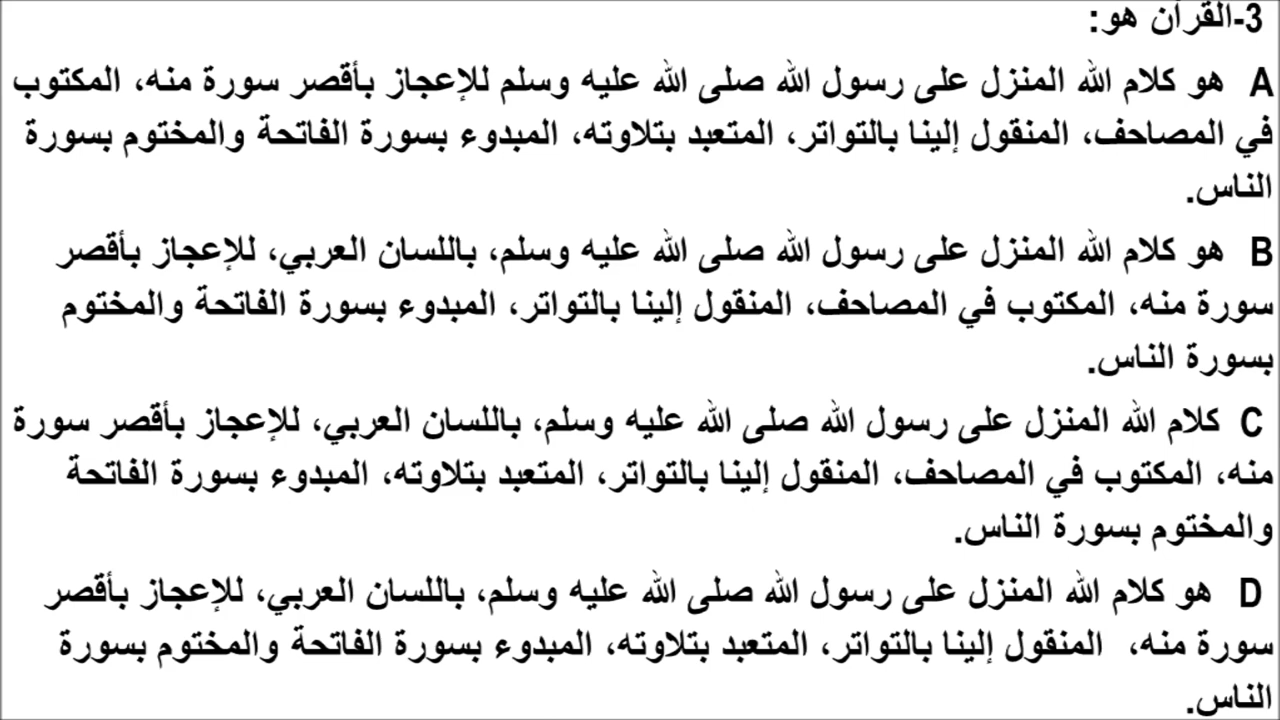 3-القرآن هو:
A هو كلام الله المنزل على رسول الله صلى الله عليه وسلم للإعجاز بأقصر سورة منه، المكتوب
في المصاحف، المنقول إلينا بالتواتر، المتعبد بتلاوته، المبدوء بسورة الفاتحة والمختوم بسورة
الناس.
B هو كلام الله المنزل على رسول الله صلى الله عليه وسلم، باللسان العربي، للإعجاز بأقصر
سورة منه، المكتوب في المصاحف، المنقول إلينا بالتواتر، المبدوء بسورة الفاتحة والمختوم
بسورة الناس.
C كلام الله المنزل على رسول الله صلى الله عليه وسلم، باللسان العربي، للإعجاز بأقصر سورة
منه، المكتوب في المصاحف، المنقول إلينا بالتواتر، المتعبد بتلاوته، المبدوء بسورة الفاتحة
والمختوم بسورة الناس.
D هو كلام الله المنزل على رسول الله صلى الله عليه وسلم، باللسان العربي، للإعجاز بأقصر
سورة منه، المنقول إلينا بالتواتر، المتعبد بتلاوته، المبدوء بسورة الفاتحة والمختوم بسورة
الناس.